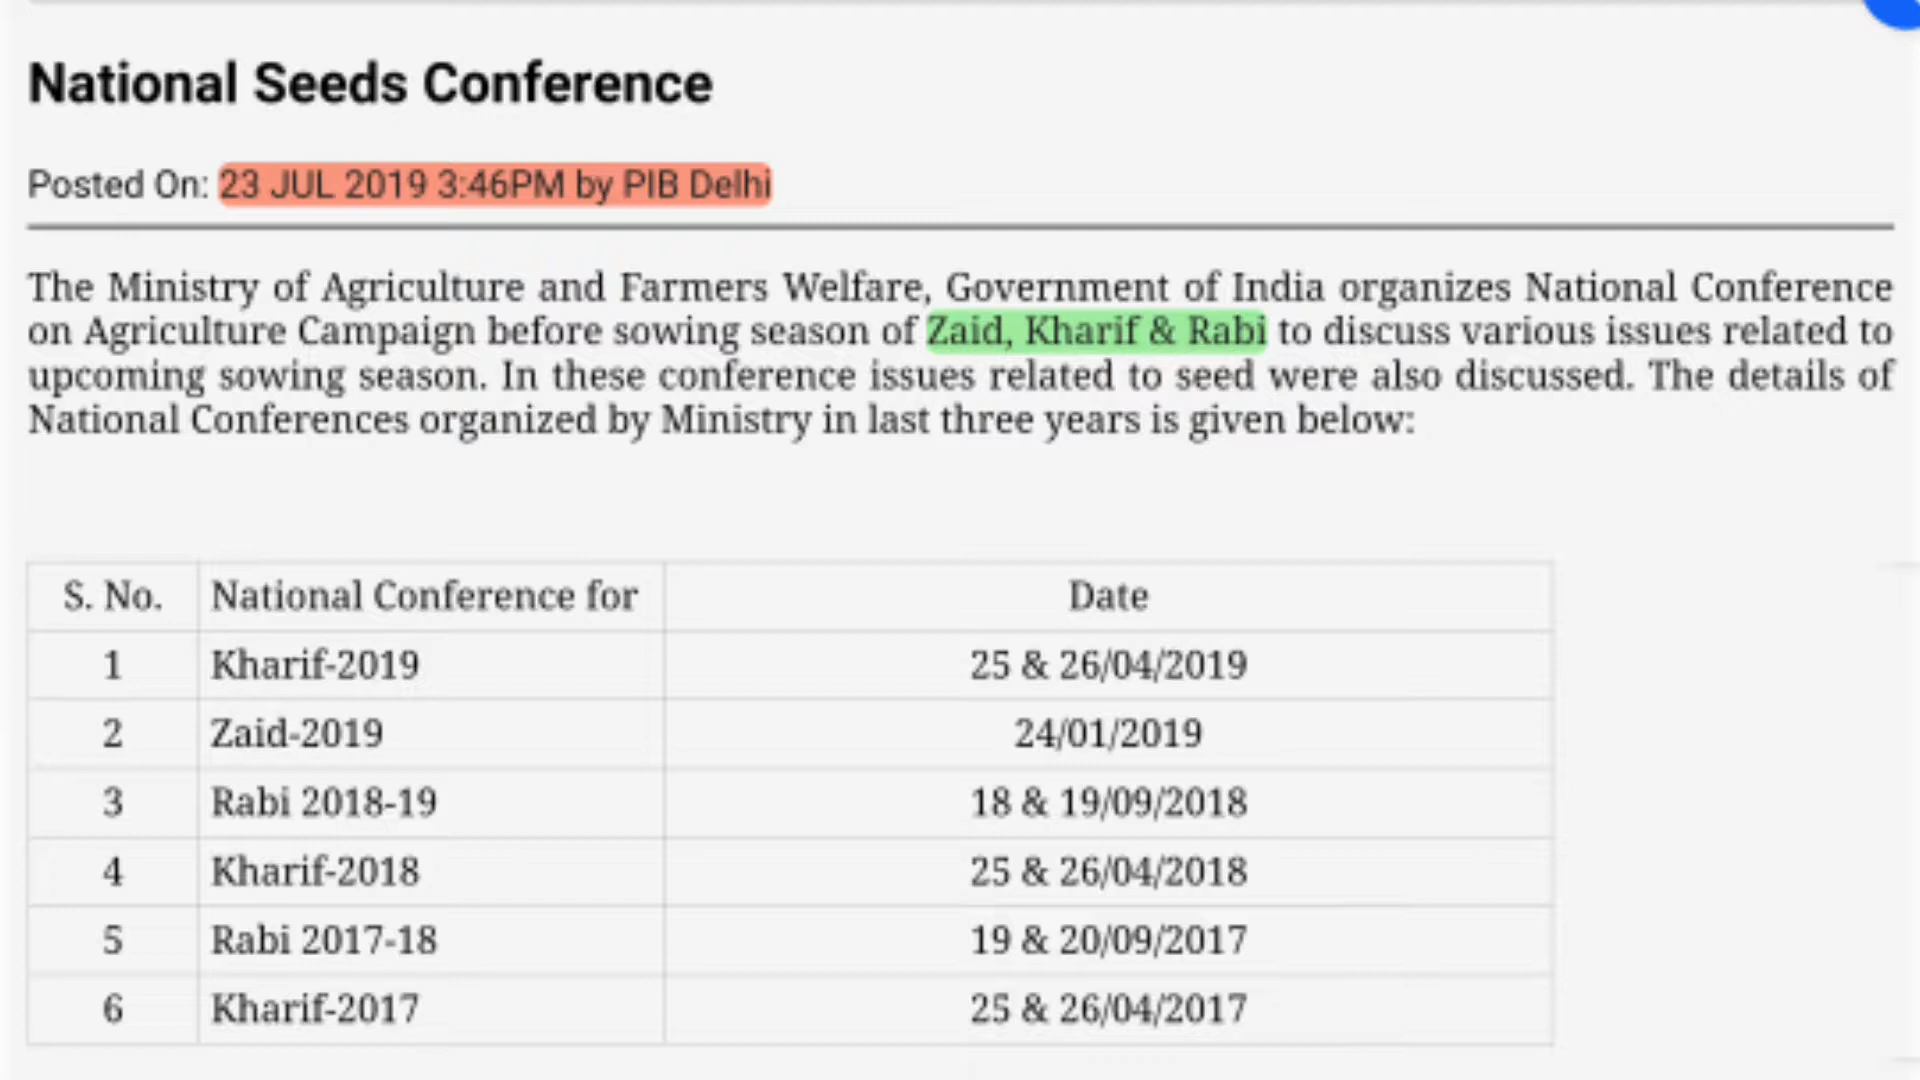 National Seeds Conference
Posted On: 23 JUL 2019 3:46PM by PIB Delhi
The Ministry of Agriculture and Farmers Welfare, Government of India organizes National Conference
on Agriculture Campaign before sowing season of Zaid, Kharif & Rabi to discuss various issues related to
upcoming sowing season. In these conference issues related to seed were also discussed. The details of
National Conferences organized by Ministry in last three years is given below:
S. No. National Conference for Date
1 Kharif-2019 25 & 26/04/2019
2 Zaid-2019 24/01/2019
3 Rabi 2018-19 18 & 19/09/2018
4 Kharif-2018 25 & 26/04/2018
5 Rabi 2017-18 19 & 20/09/2017
6 Kharif-2017 25 & 26/04/2017